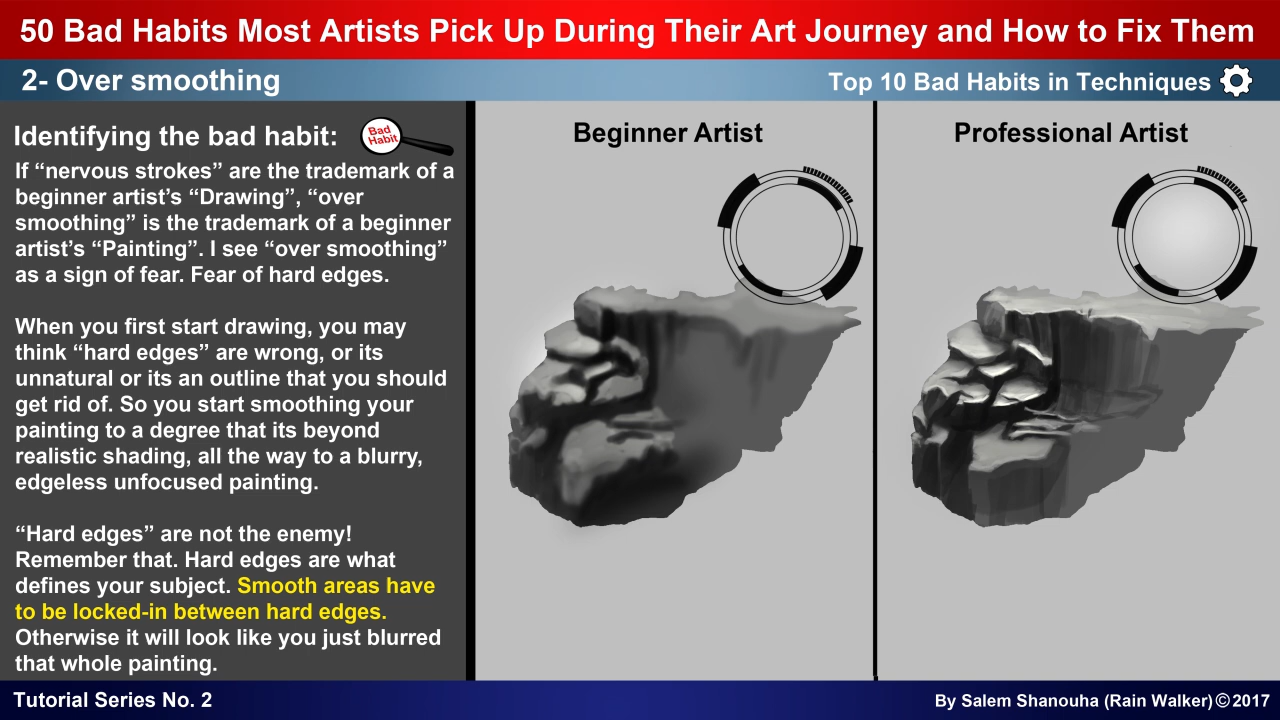 50 Bad Habits Most Artists Pick Up During Their Art Journey and How to Fix Them
2- Over smoothing
Top 10 Bad Habits in Techniques
Identifying the bad habit:
Bad
Habit
If “nervous strokes” are the trademark of a
beginner artist’s “Drawing”, “over
smoothing” is the trademark of a beginner
artist’s “Painting”. I see “over smoothing”
as a sign of fear. Fear of hard edges.
When you first start drawing, you may
think “hard edges” are wrong, or its
unnatural or its an outline that you should
get rid of. So you start smoothing your
painting to a degree that its beyond
realistic shading, all the way to a blurry,
edgeless unfocused painting.
“Hard edges” are not the enemy!
Remember that. Hard edges are what
defines your subject. Smooth areas have
to be locked-in between hard edges.
Otherwise it will look like you just blurred
that whole painting.
Beginner Artist
Professional Artist
Tutorial Series No. 2
By Salem Shanouha (Rain Walker)©2017